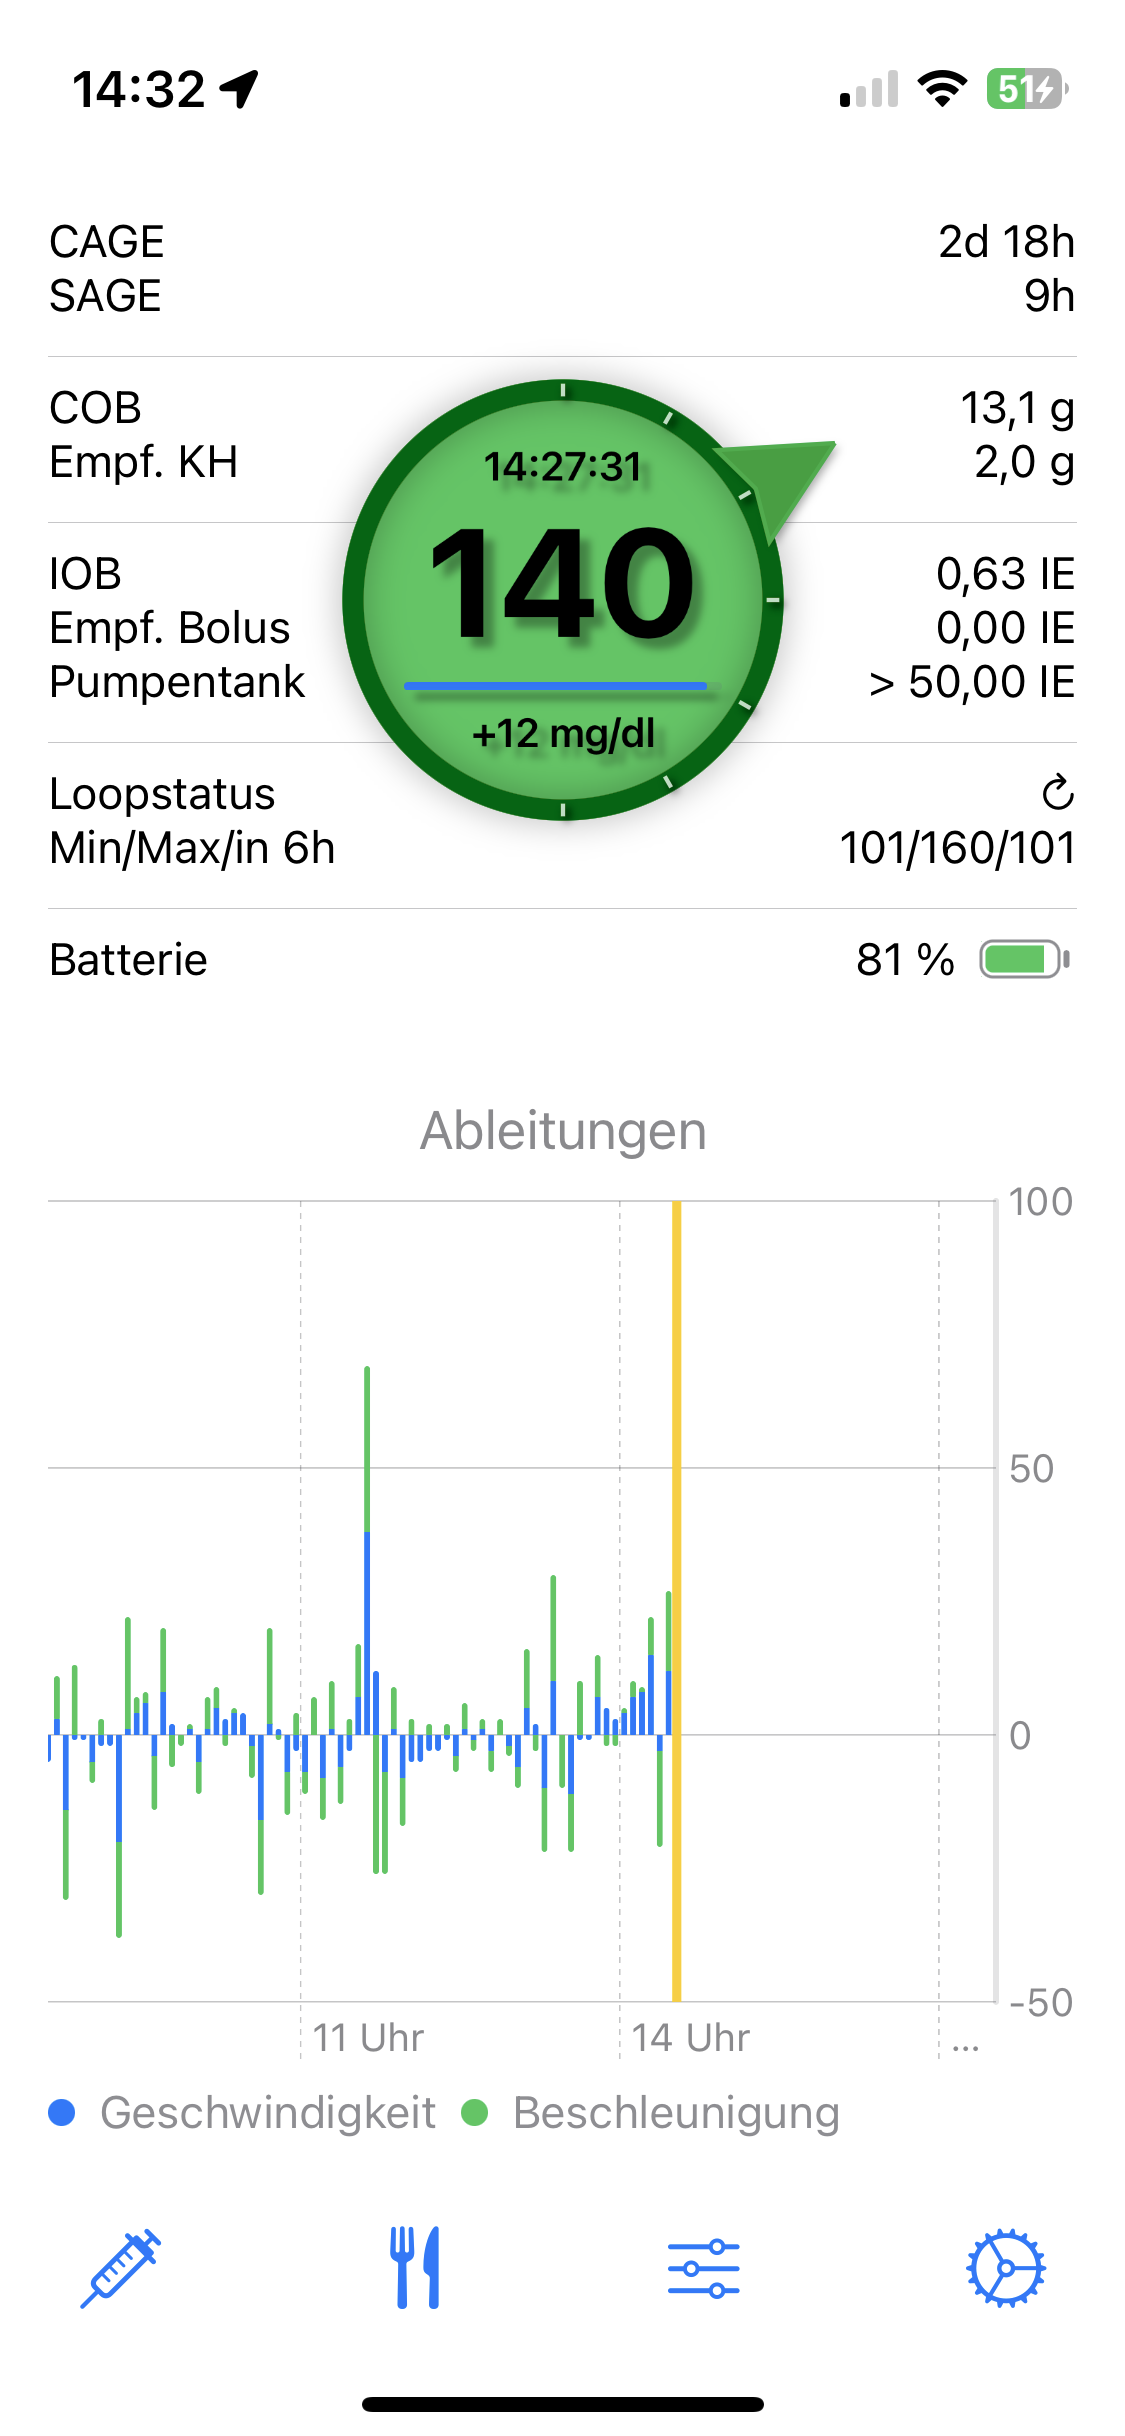 14:32
51
CAGE 2d 18h
SAGE 9h
COB 13,1 g
Empf. KH 2,0 g
14:27:31
140
+12 mg/dl
IOB 0,63 IE
Empf. Bolus 0,00 IE
Pumpentank > 50,00 IE
Loopstatus
Min/Max/in 6h 101/160/101
Batterie 81 %
Ableitungen
100
50
0
-50
11 Uhr 14 Uhr ...
Geschwindigkeit Beschleunigung